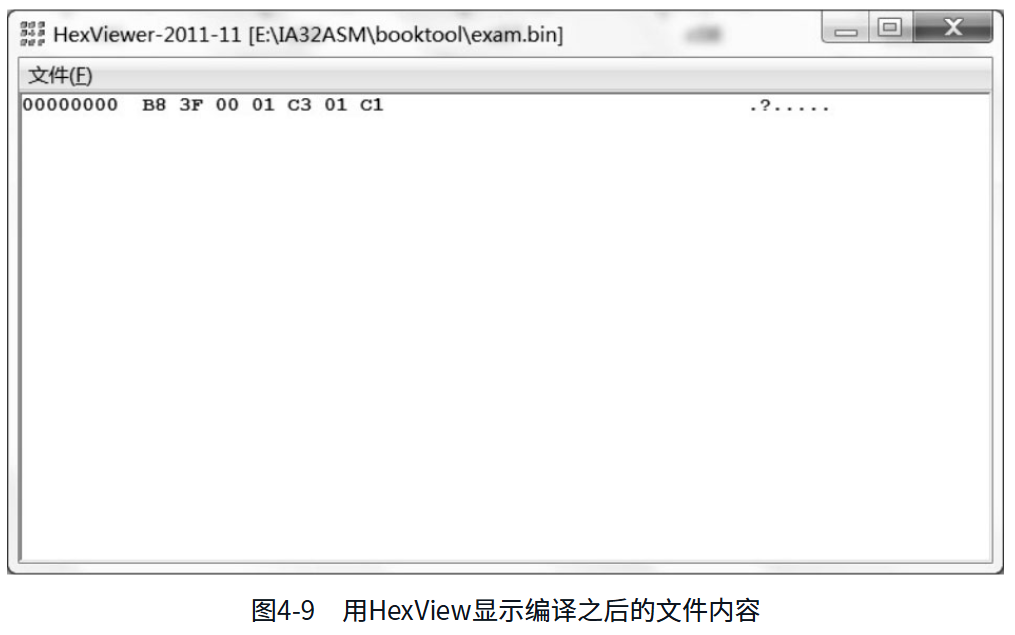 HexViewer-2011-11 [E:\IA32ASM\booktool\exam.bin]
文件(F)
00000000 B8 3F 00 01 C3 01 C1 .?.....
图4-9 用HexView显示编译之后的文件内容